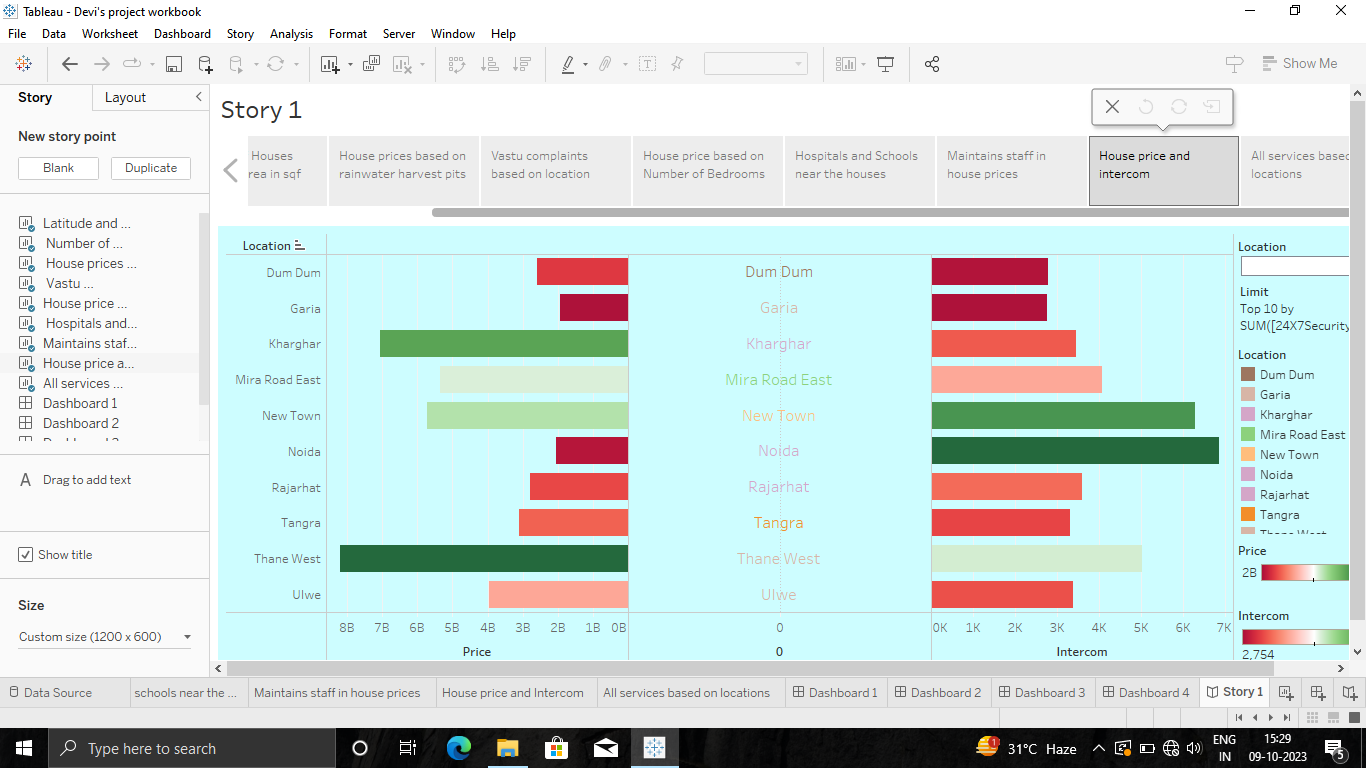 Tableau - Devi's project workbook
File Data Worksheet Dashboard Story Analysis Format Server Window Help
Show Me
Story Layout
New story point
Blank Duplicate
Latitude and ...
Number of ...
House prices ...
Vastu ...
House price ...
Hospitals and...
Maintains staf...
House price a...
All services ...
Dashboard 1
Dashboard 2
A Drag to add text
Show title
Size
Custom size (1200 x 600)
Story 1
Houses
rea in sqf
House prices based on
rainwater harvest pits
Vastu complaints
based on location
House price based on
Number of Bedrooms
Hospitals and Schools
near the houses
Maintains staff in
house prices
House price and
intercom
All services based
locations
Location
Dum Dum
Garia
Kharghar
Mira Road East
New Town
Noida
Rajarhat
Tangra
Thane West
Ulwe
8B 7B 6B 5B 4B 3B 2B 1B 0B
Price
Dum Dum
Garia
Kharghar
Mira Road East
New Town
Noida
Rajarhat
Tangra
Thane West
Ulwe
0
0
0K 1K 2K 3K 4K 5K 6K 7K
Intercom
Location
Limit
Top 10 by
SUM([24X7Security
Location
Dum Dum
Garia
Kharghar
Mira Road East
New Town
Noida
Rajarhat
Tangra
Thane West
Price
2B
Intercom
2,754
Data Source schools near the ... Maintains staff in house prices House price and Intercom All services based on locations Dashboard 1 Dashboard 2 Dashboard 3 Dashboard 4 Story 1
Type here to search
1
31°C Haze
ENG
IN
15:29
09-10-2023
5